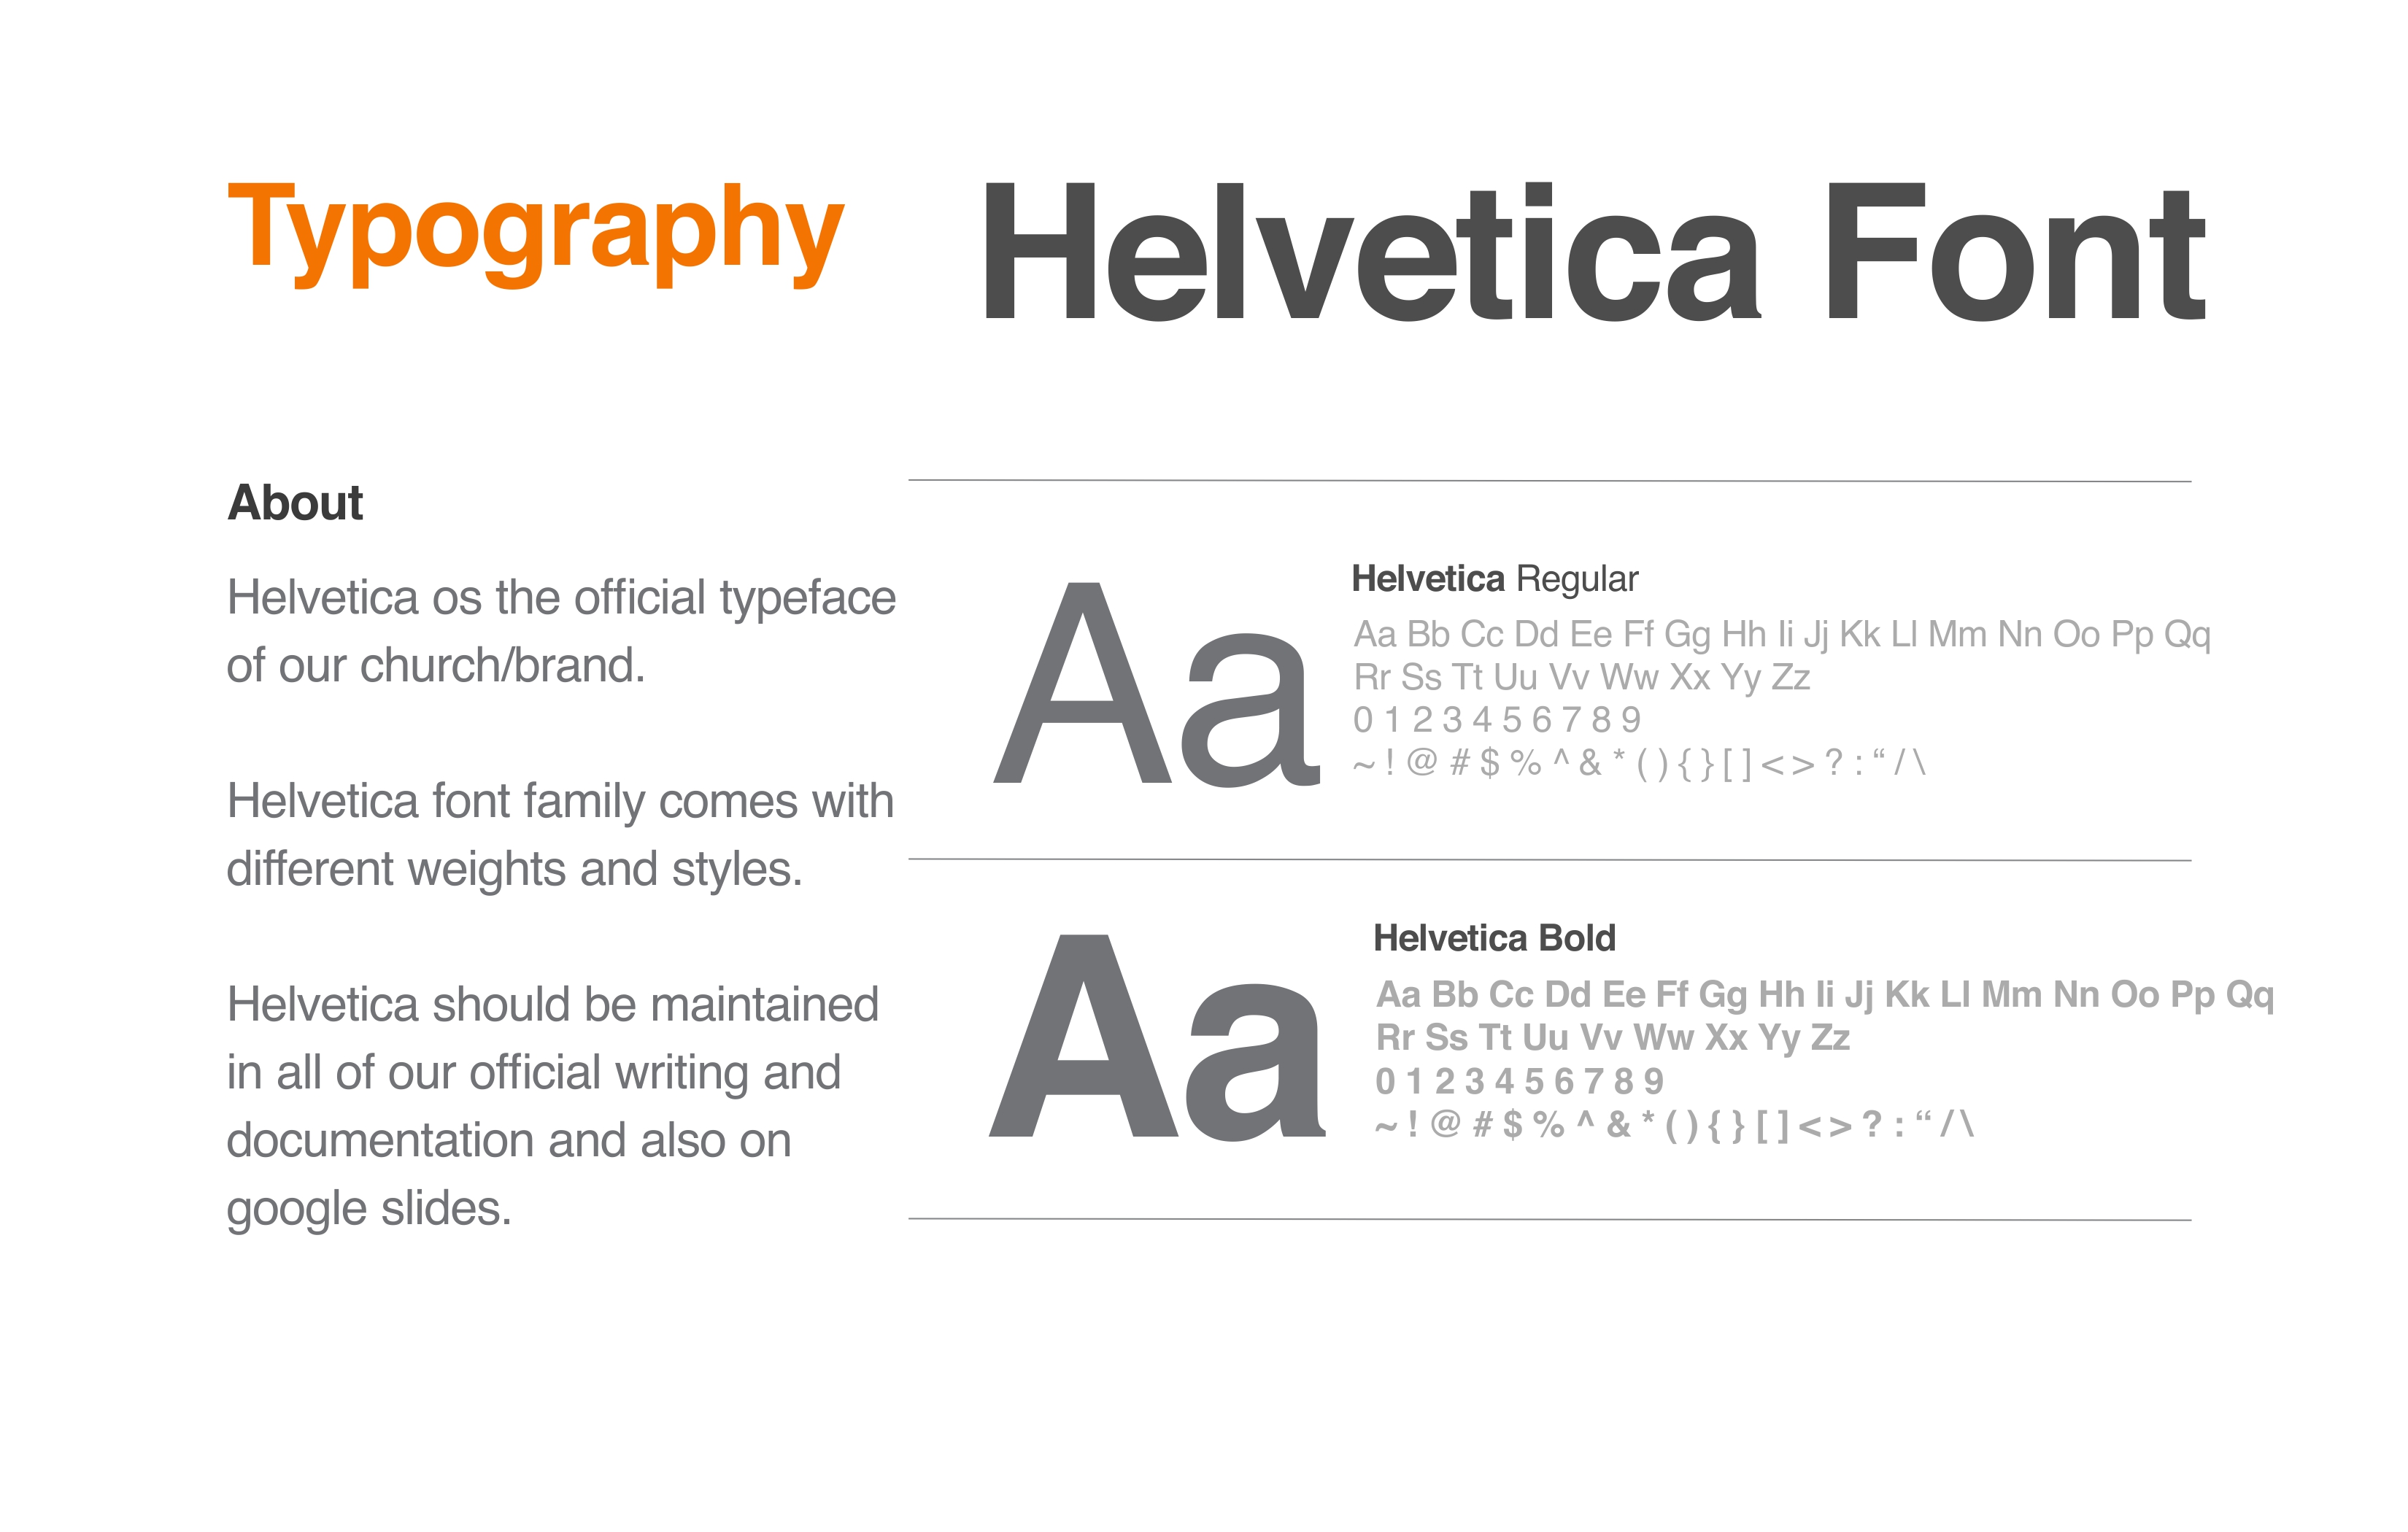 Typography
Helvetica Font
About
Helvetica os the official typeface
of our church/brand.
Helvetica font family comes with
different weights and styles.
Helvetica should be maintained
in all of our official writing and
documentation and also on
google slides.
Aa
Helvetica Regular
Aa Bb Cc Dd Ee Ff Gg Hh Ii Jj Kk Ll Mm Nn Oo Pp Qq
Rr Ss Tt Uu Vv Ww Xx Yy Zz
0 1 2 3 4 5 6 7 8 9
~ ! @ # $ % ^ & * ( ) { } [ ] < > ? : “ / \
Aa
Helvetica Bold
Aa Bb Cc Dd Ee Ff Gg Hh Ii Jj Kk Ll Mm Nn Oo Pp Qq
Rr Ss Tt Uu Vv Ww Xx Yy Zz
0 1 2 3 4 5 6 7 8 9
~ ! @ # $ % ^ & * ( ) { } [ ] < > ? : “ / \